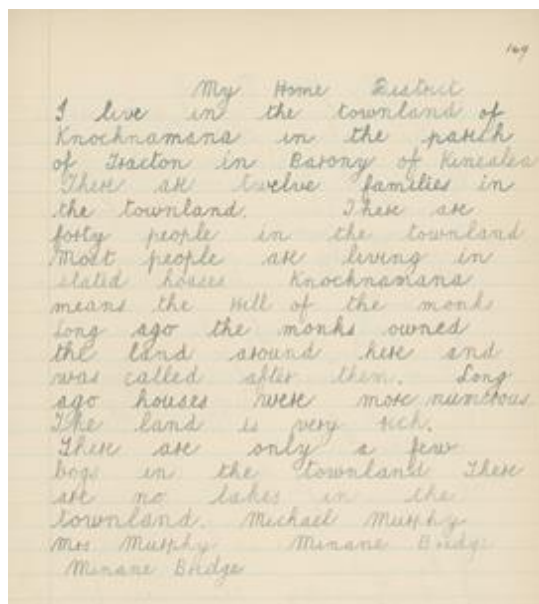 169
My Home District
I live in the townland of
Knocknamana in the parish
of Tracton in Barony of Kinealea
There are twelve families in
the townland. There are
forty people in the townland
Most people are living in
slated houses Knocknamana
means the Hill of the monks
Long ago the monks owned
the land around here and
was called after them. Long
ago houses were more numerous
The land is very rich.
There are only a few
bogs in the townland There
are no lakes in the
townland. Michael Murphy
Mrs Murphy Minane Bridge
Minane Bridge